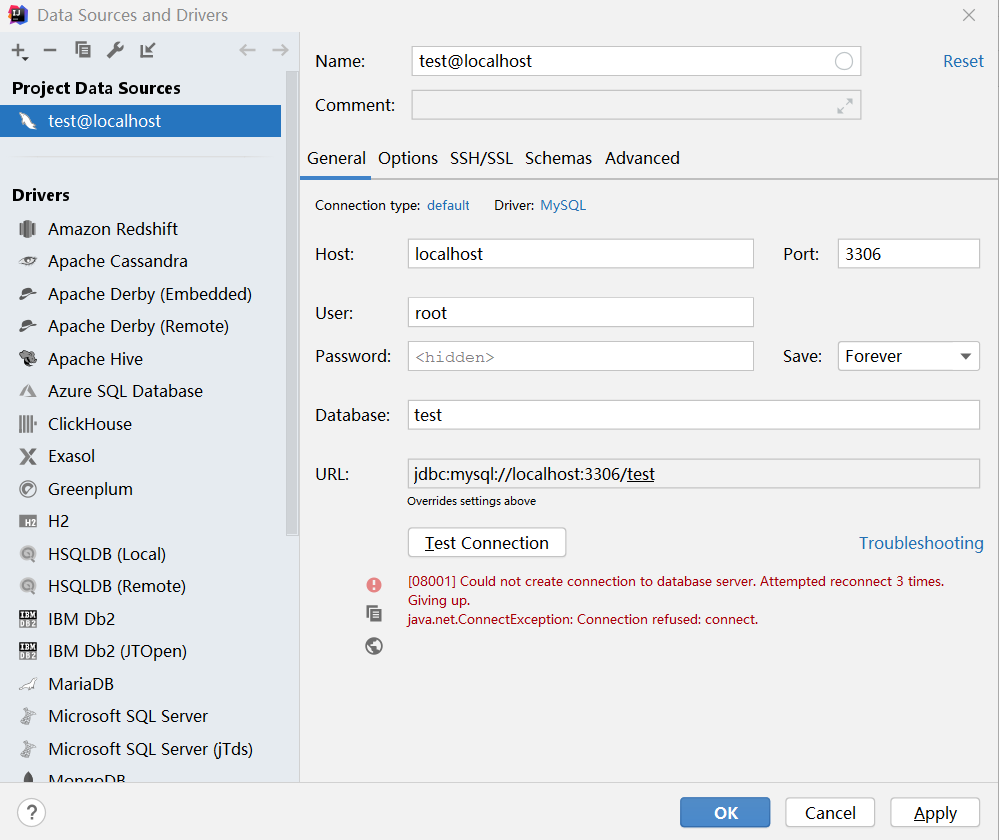 Data Sources and Drivers
Project Data Sources
test@localhost
Drivers
Amazon Redshift
Apache Cassandra
Apache Derby (Embedded)
Apache Derby (Remote)
Apache Hive
Azure SQL Database
ClickHouse
Exasol
Greenplum
H2
HSQLDB (Local)
HSQLDB (Remote)
IBM Db2
IBM Db2 (JTOpen)
MariaDB
Microsoft SQL Server
Microsoft SQL Server (jTds)
MongoDB
Name: test@localhost Reset
Comment:
General Options SSH/SSL Schemas Advanced
Connection type: default Driver: MySQL
Host: localhost Port: 3306
User: root
Password: <hidden> Save: Forever
Database: test
URL: jdbc:mysql://localhost:3306/test
Overrides settings above
Test Connection Troubleshooting
[08001] Could not create connection to database server. Attempted reconnect 3 times.
Giving up.
java.net.ConnectException: Connection refused: connect.
? OK Cancel Apply